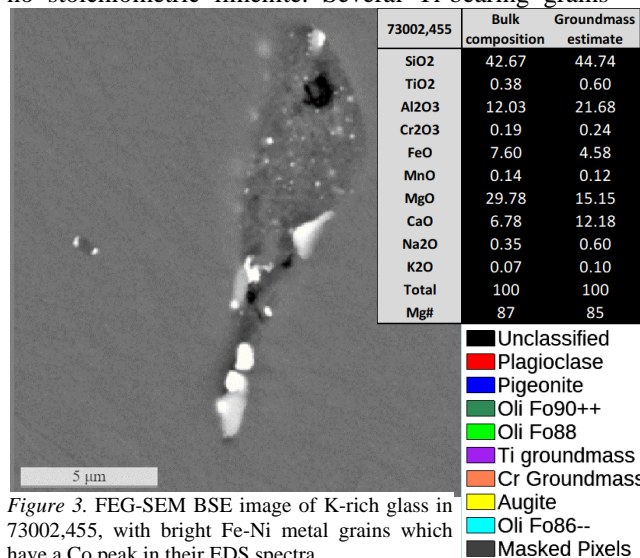 no stoichiometric ilmenite. Several Ti-bearing grains
73002,455 Bulk composition Groundmass estimate
SiO2 42.67 44.74
TiO2 0.38 0.60
Al2O3 12.03 21.68
Cr2O3 0.19 0.24
FeO 7.60 4.58
MnO 0.14 0.12
MgO 29.78 15.15
CaO 6.78 12.18
Na2O 0.35 0.60
K2O 0.07 0.10
Total 100 100
Mg# 87 85
Unclassified
Plagioclase
Pigeonite
Oli Fo90++
Oli Fo88
Ti groundmass
Cr Groundmass
Augite
Oli Fo86--
Masked Pixels
5 µm
Figure 3. FEG-SEM BSE image of K-rich glass in
73002,455, with bright Fe-Ni metal grains which
have a Co peak in their EDS spectra